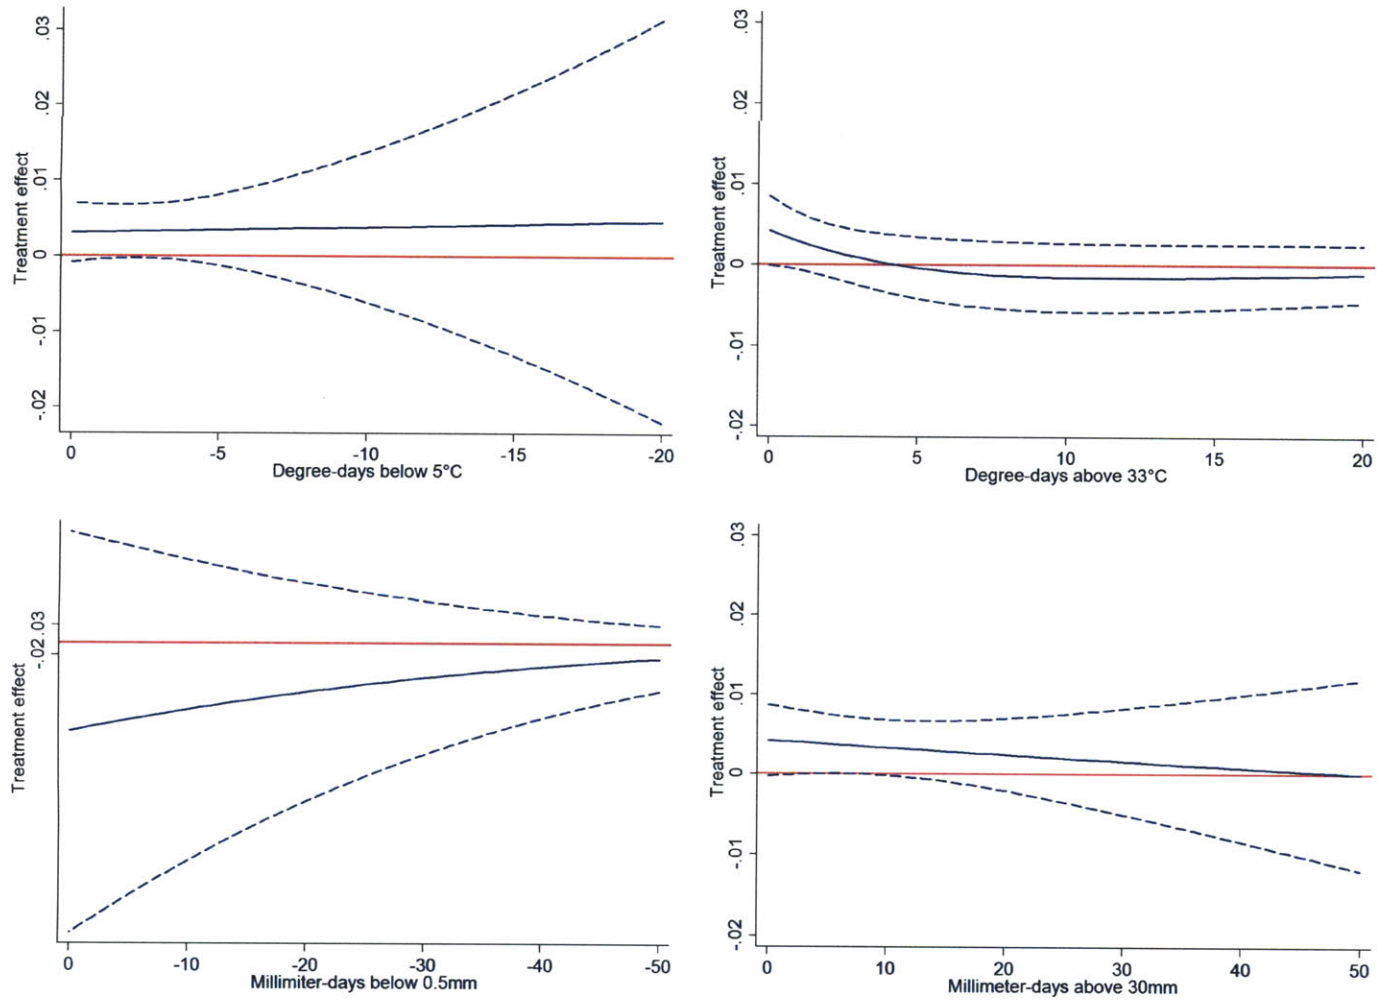 .03
.02
.01
0
-.01
-.02
Treatment effect
0 -5 -10 -15 -20
Degree-days below 5°C
.03
.02
.01
0
-.01
-.02
Treatment effect
0 5 10 15 20
Degree-days above 33°C
.03
-.02
Treatment effect
0 -10 -20 -30 -40 -50
Millimiter-days below 0.5mm
.03
.02
.01
0
-.01
-.02
Treatment effect
0 10 20 30 40 50
Millimeter-days above 30mm